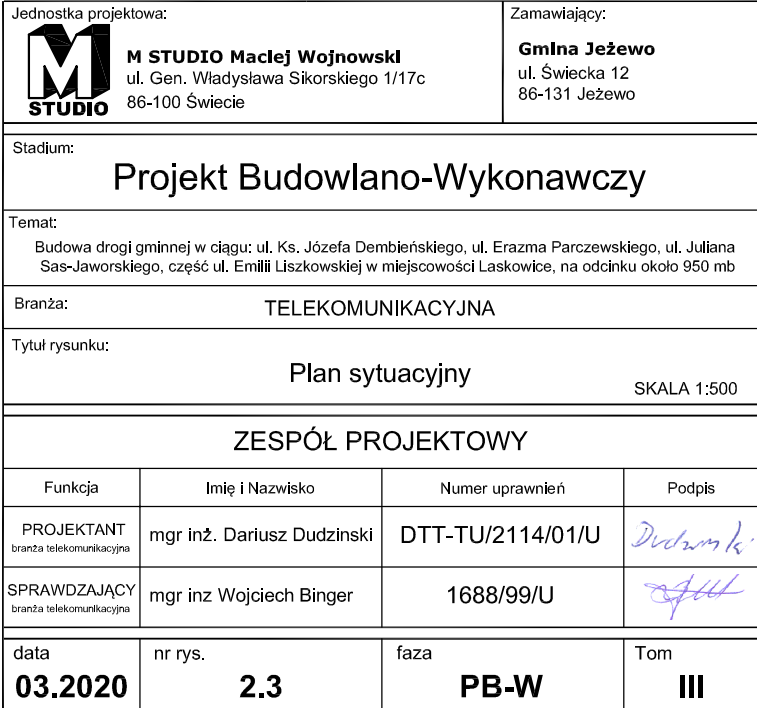 Jednostka projektowa:
M
STUDIO
M STUDIO Maciej Wojnowski
ul. Gen. Władysława Sikorskiego 1/17c
86-100 Świecie
Zamawiający:
Gmina Jeżewo
ul. Świecka 12
86-131 Jeżewo
Stadium:
Projekt Budowlano-Wykonawczy
Temat:
Budowa drogi gminnej w ciągu: ul. Ks. Józefa Dembieńskiego, ul. Erazma Parczewskiego, ul. Juliana
Sas-Jaworskiego, część ul. Emilii Liszkowskiej w miejscowości Laskowice, na odcinku około 950 mb
Branża:
TELEKOMUNIKACYJNA
Tytuł rysunku:
Plan sytuacyjny
SKALA 1:500
ZESPÓŁ PROJEKTOWY
Funkcja
Imię i Nazwisko
Numer uprawnień
Podpis
PROJEKTANT
branża telekomunikacyjna
mgr inż. Dariusz Dudzinski
DTT-TU/2114/01/U
SPRAWDZAJĄCY
branża telekomunikacyjna
mgr inz Wojciech Binger
1688/99/U
data
03.2020
nr rys.
2.3
faza
PB-W
Tom
III